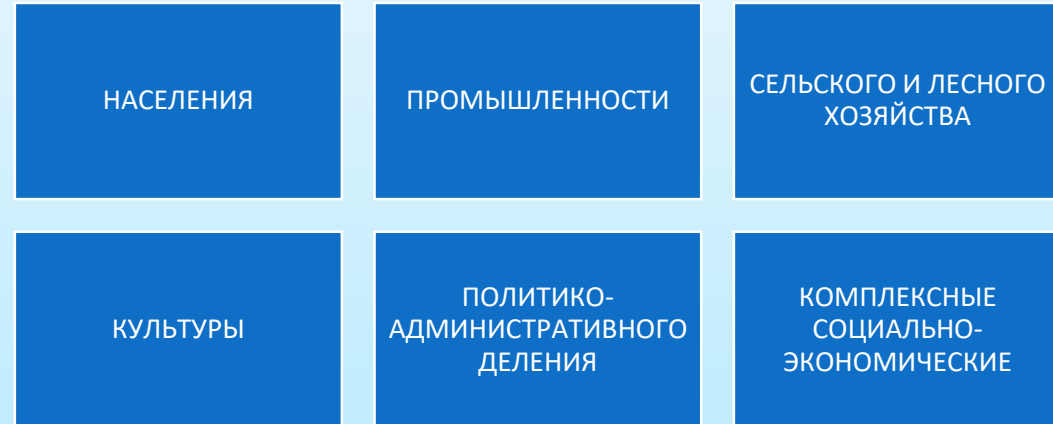 НАСЕЛЕНИЯ
ПРОМЫШЛЕННОСТИ
СЕЛЬСКОГО И ЛЕСНОГО
ХОЗЯЙСТВА
КУЛЬТУРЫ
ПОЛИТИКО-
АДМИНИСТРАТИВНОГО
ДЕЛЕНИЯ
КОМПЛЕКСНЫЕ
СОЦИАЛЬНО-
ЭКОНОМИЧЕСКИЕ